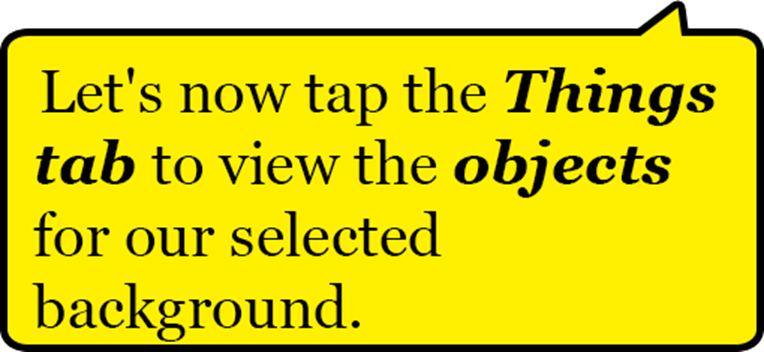 Let's now tap the Things
tab to view the objects
for our selected
background.